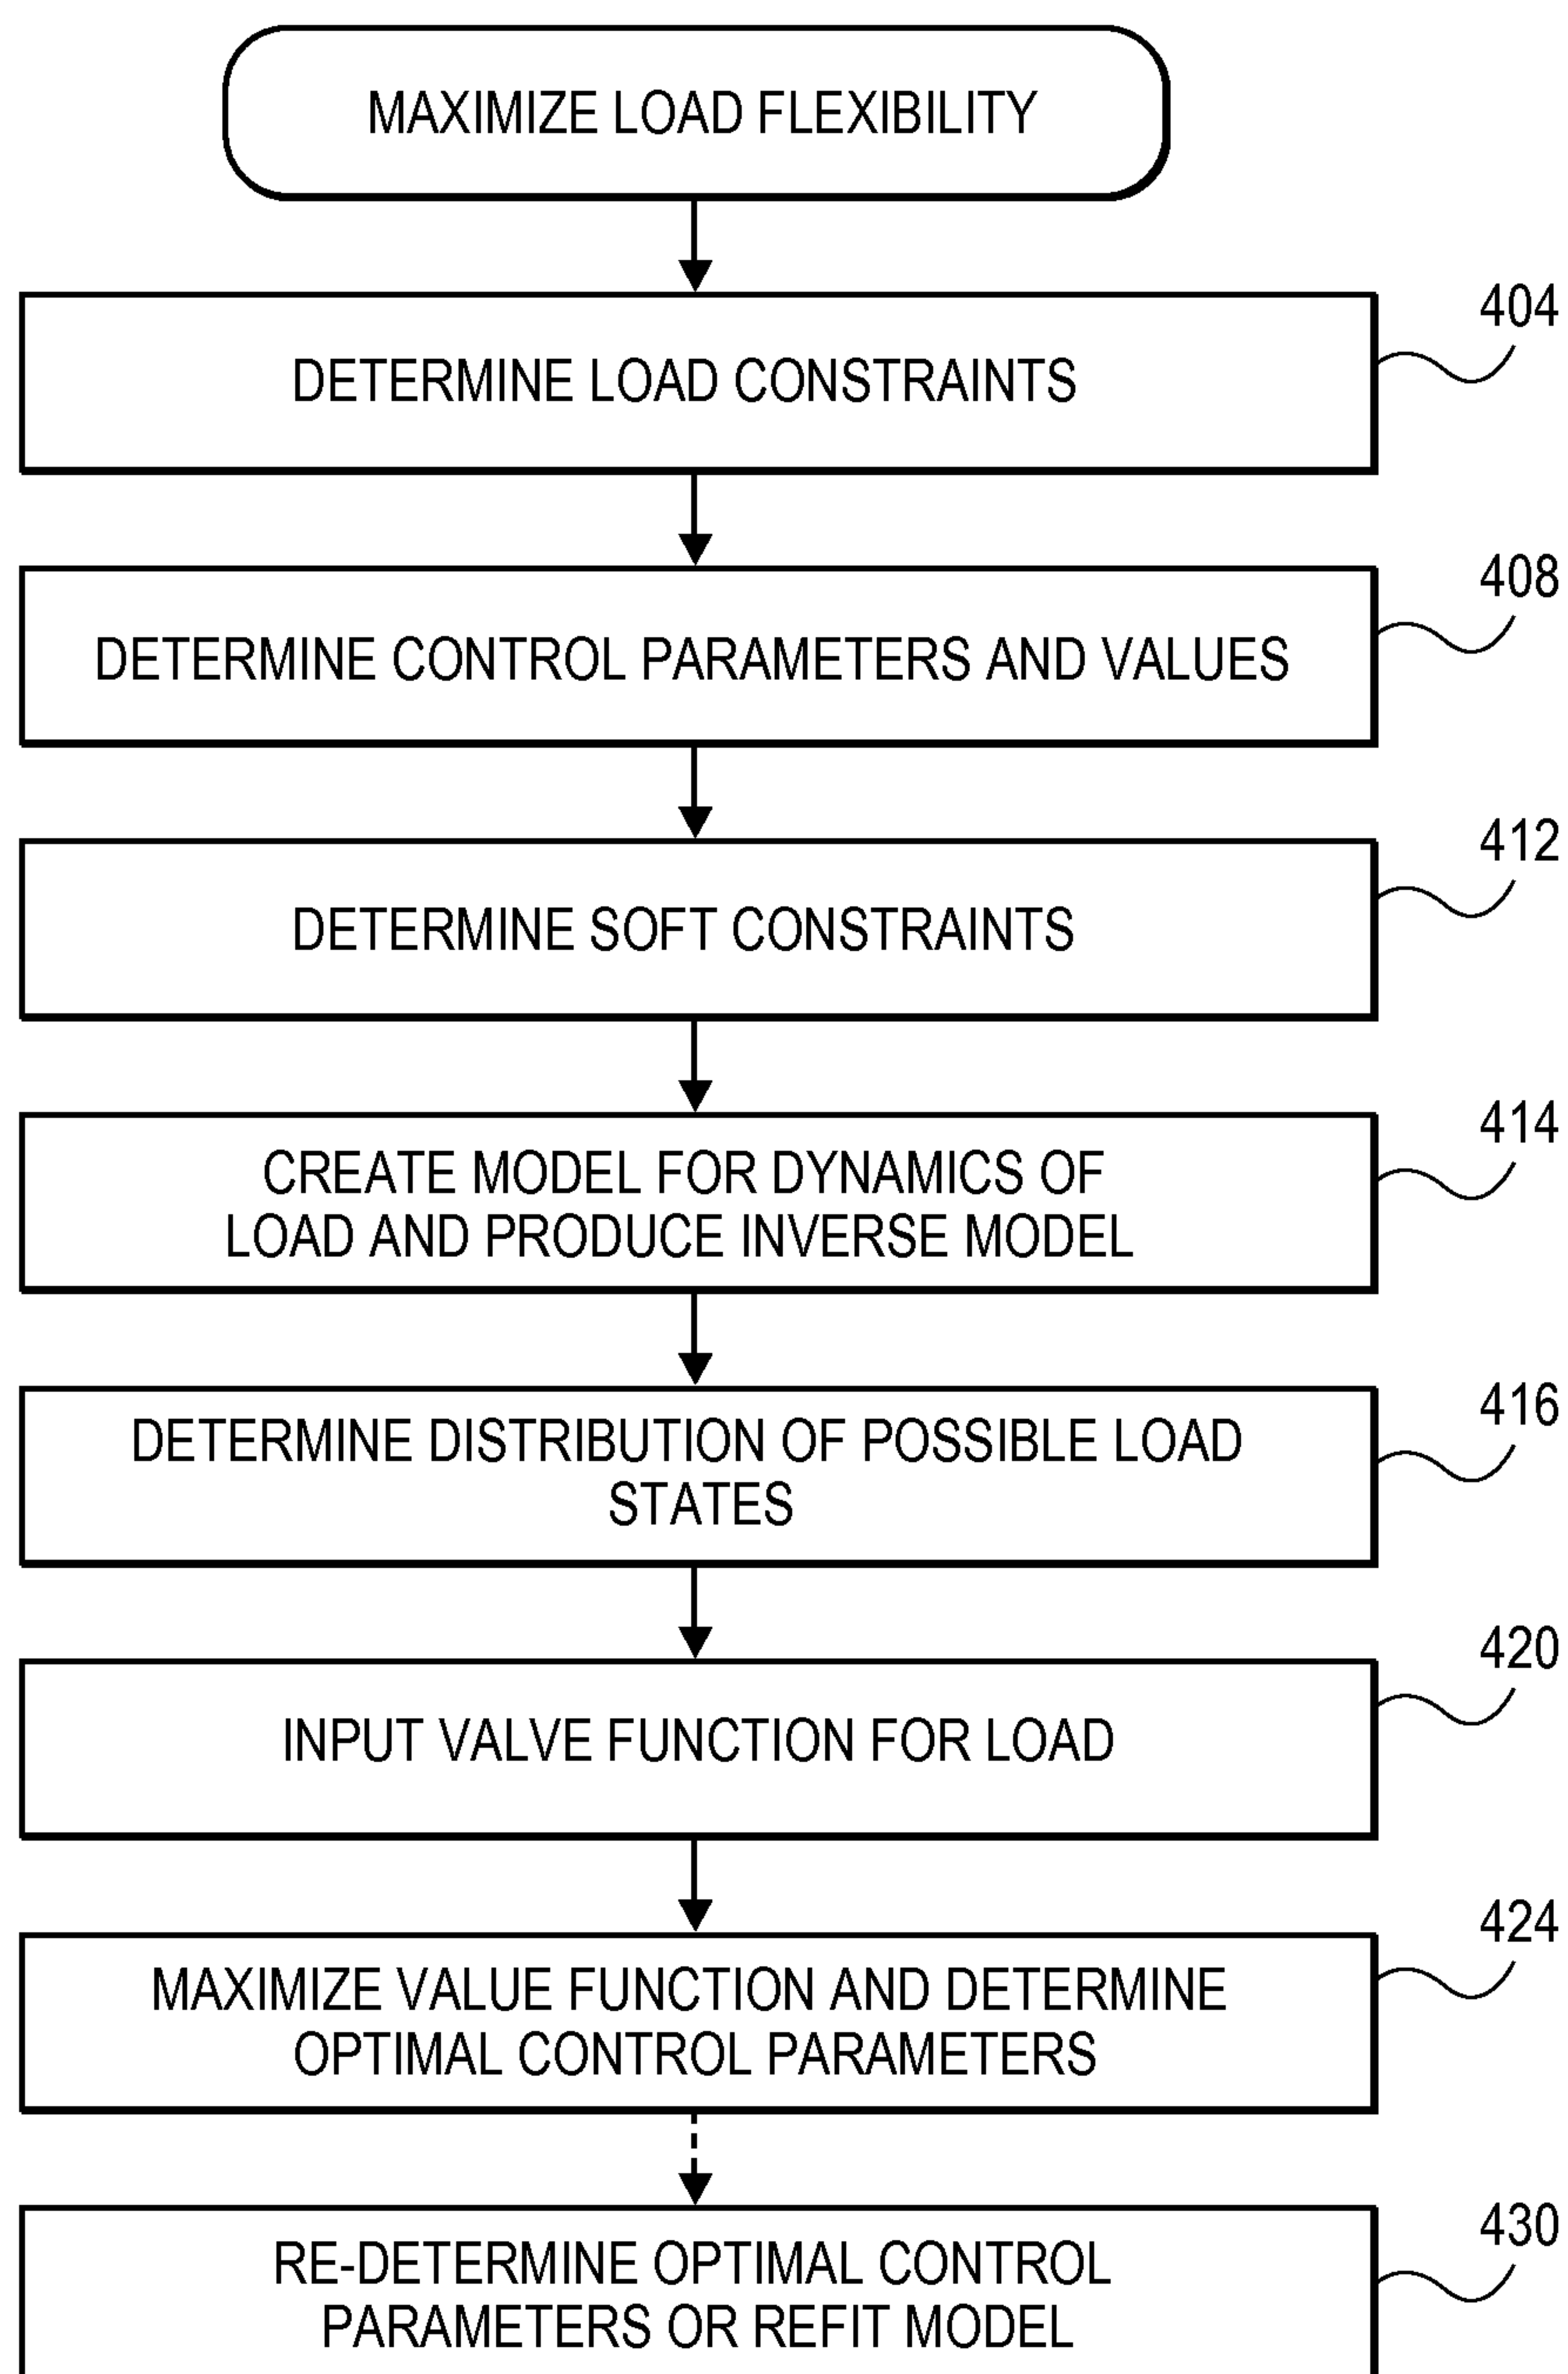 MAXIMIZE LOAD FLEXIBILITY
404
DETERMINE LOAD CONSTRAINTS
408
DETERMINE CONTROL PARAMETERS AND VALUES
412
DETERMINE SOFT CONSTRAINTS
414
CREATE MODEL FOR DYNAMICS OF
LOAD AND PRODUCE INVERSE MODEL
416
DETERMINE DISTRIBUTION OF POSSIBLE LOAD
STATES
420
INPUT VALVE FUNCTION FOR LOAD
424
MAXIMIZE VALUE FUNCTION AND DETERMINE
OPTIMAL CONTROL PARAMETERS
430
RE-DETERMINE OPTIMAL CONTROL
PARAMETERS OR REFIT MODEL